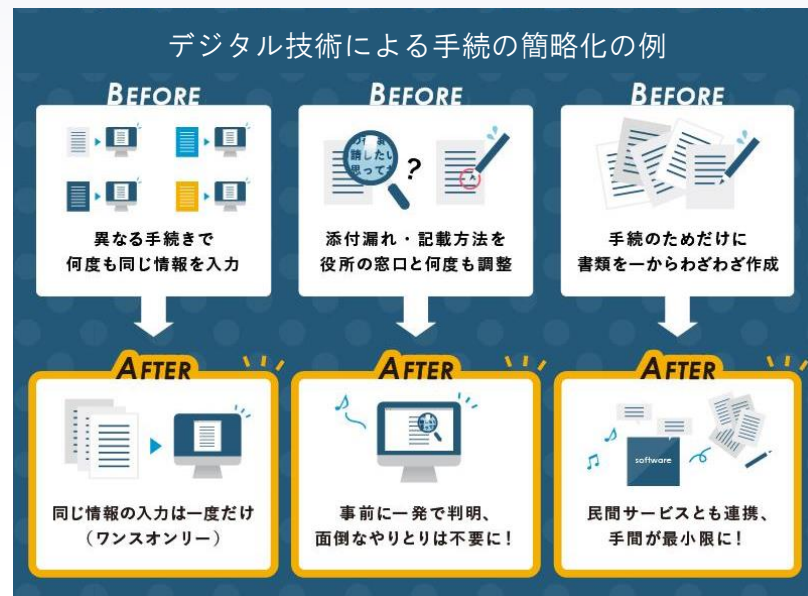 デジタル技術による手続の簡略化の例
BEFORE
異なる手続きで
何度も同じ情報を入力
BEFORE
請したい
思って
?
添付漏れ・記載方法を
役所の窓口と何度も調整
BEFORE
手続のためだけに
書類を一からわざわざ作成
AFTER
同じ情報の入力は一度だけ
（ワンスオンリー）
AFTER
事前に一発で判明、
面倒なやりとりは不要に！
AFTER
software
民間サービスとも連携、
手間が最小限に！